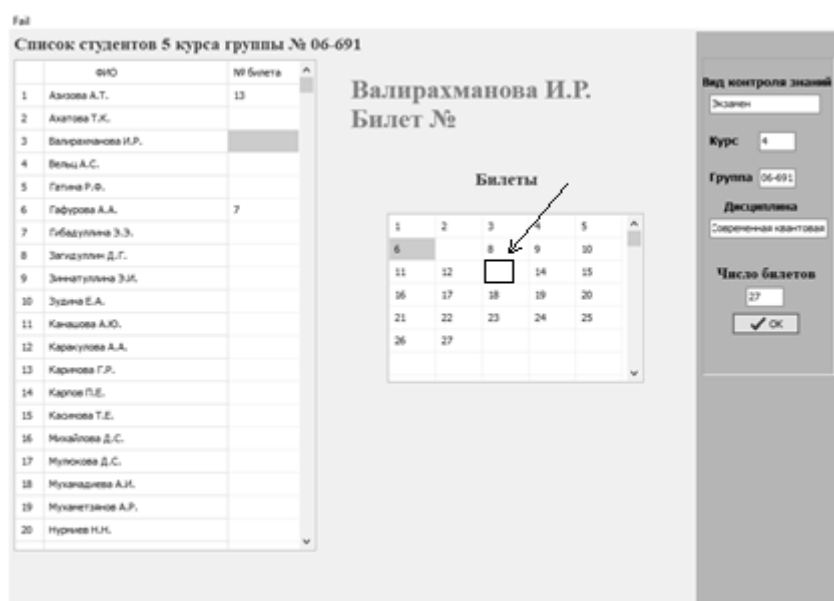 Fail
Список студентов 5 курса группы № 06-691
ФИО № билета
1 Азизова А.Т. 13
2 Ахатова Т.К.
3 Валирахманова И.Р.
4 Вельц А.С.
5 Гатина Р.Ф.
6 Гафурова А.А. 7
7 Гибадуллина Э.Э.
8 Загидуллин Д.Г.
9 Зиннатуллина Э.И.
10 Зудина Е.А.
11 Канашова А.Ю.
12 Каракулова А.А.
13 Каримова Г.Р.
14 Карпов П.Е.
15 Касимова Т.Е.
16 Михайлова Д.С.
17 Мулюкова Д.С.
18 Мухамадиева А.И.
19 Мухаметзянов А.Р.
20 Нурмиев Н.Н.
Валирахманова И.Р.
Билет №
Билеты
1 2 3 4 5
6 8 9 10
11 12 14 15
16 17 18 19 20
21 22 23 24 25
26 27
Вид контроля знаний
Экзамен
Курс 4
Группа 06-691
Дисциплина
Современная квантовая
Число билетов
27
OK